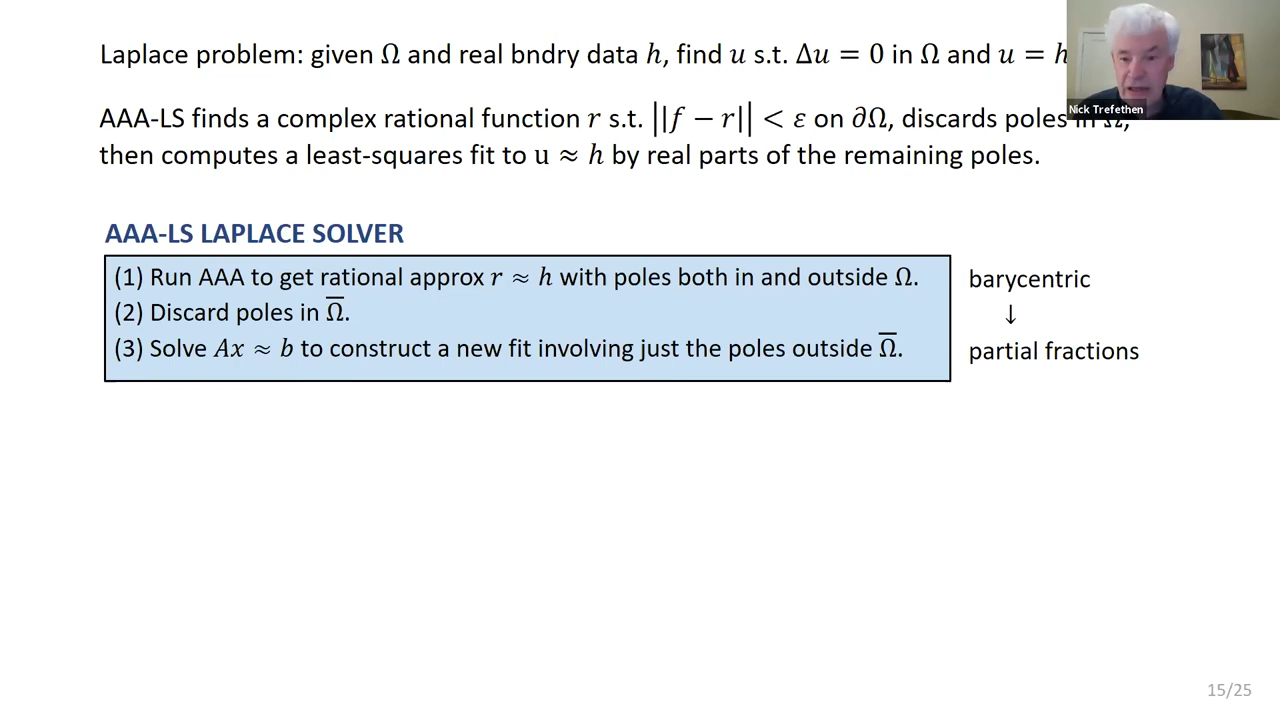 Laplace problem: given Ω and real bndry data h, find u s.t. Δu = 0 in Ω and u = h
Nick Trefethen
AAA-LS finds a complex rational function r s.t. ||f − r|| < ε on ∂Ω, discards poles in Ω,
then computes a least-squares fit to u ≈ h by real parts of the remaining poles.
AAA-LS LAPLACE SOLVER
(1) Run AAA to get rational approx r ≈ h with poles both in and outside Ω.
barycentric
(2) Discard poles in Ω̅.
↓
(3) Solve Ax ≈ b to construct a new fit involving just the poles outside Ω̅.
partial fractions
15/25